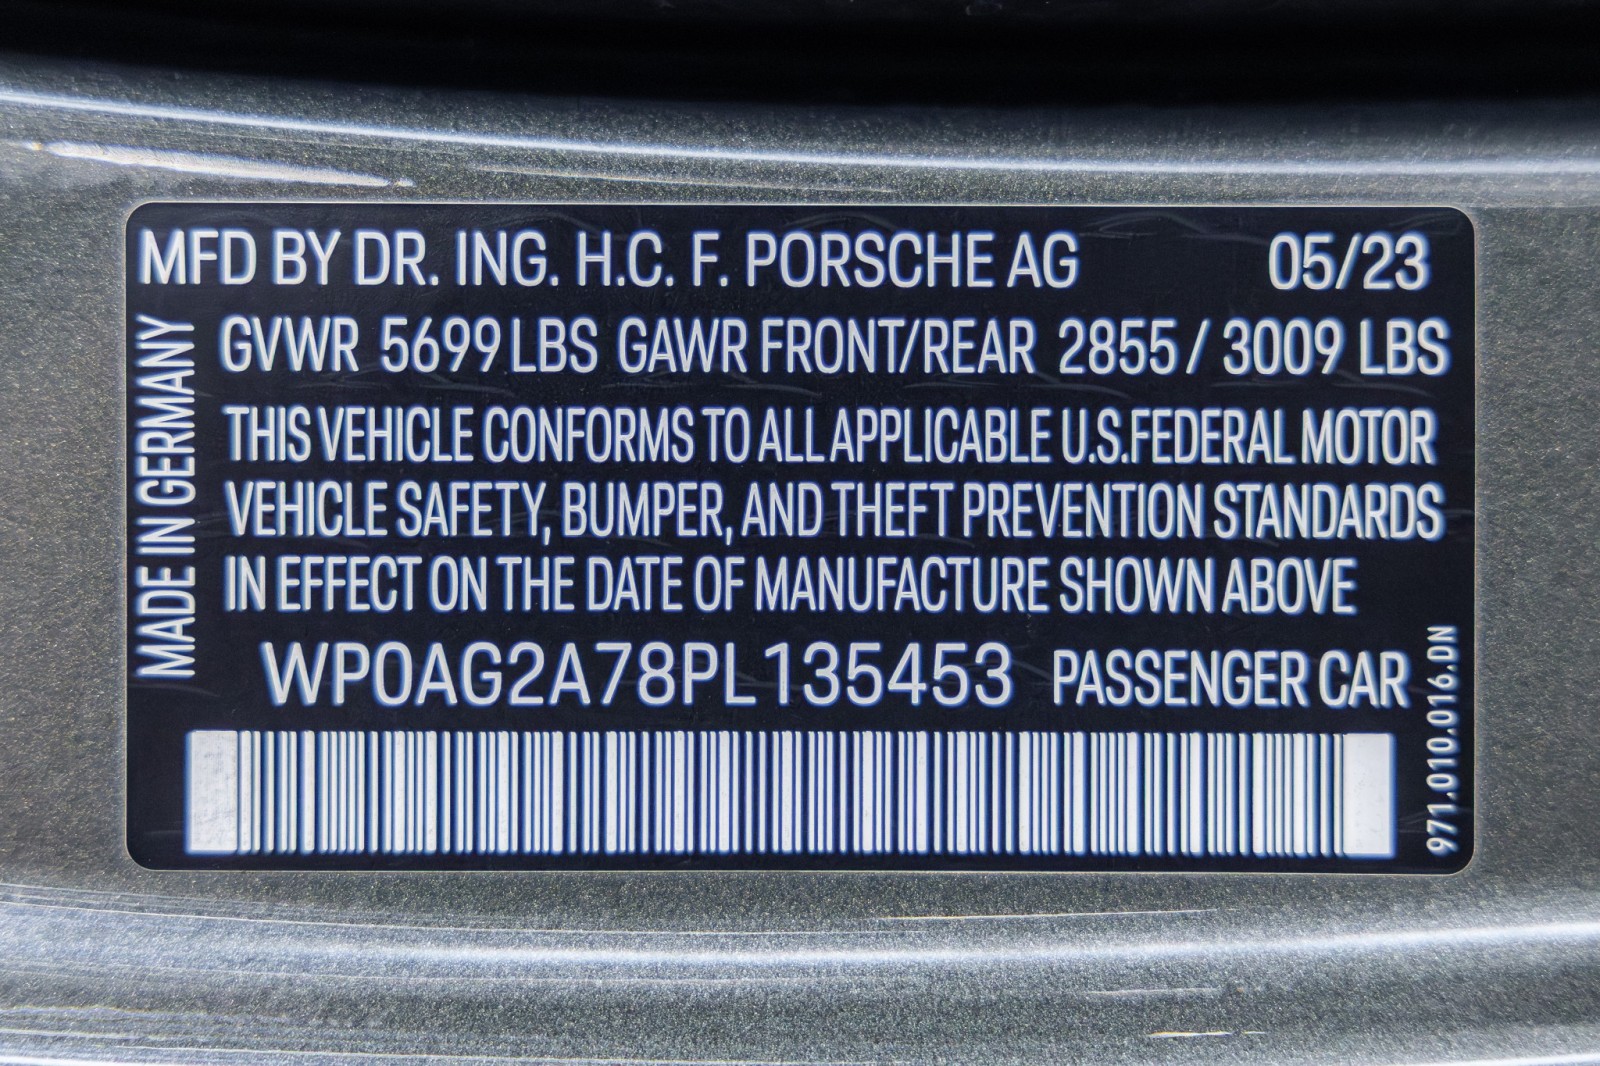 MFD BY DR. ING. H.C. F. PORSCHE AG 05/23
GVWR 5699 LBS GAWR FRONT/REAR 2855 / 3009 LBS
THIS VEHICLE CONFORMS TO ALL APPLICABLE U.S.FEDERAL MOTOR
VEHICLE SAFETY, BUMPER, AND THEFT PREVENTION STANDARDS
IN EFFECT ON THE DATE OF MANUFACTURE SHOWN ABOVE
WP0AG2A78PL135453 PASSENGER CAR
MADE IN GERMANY
971.010.016.DN